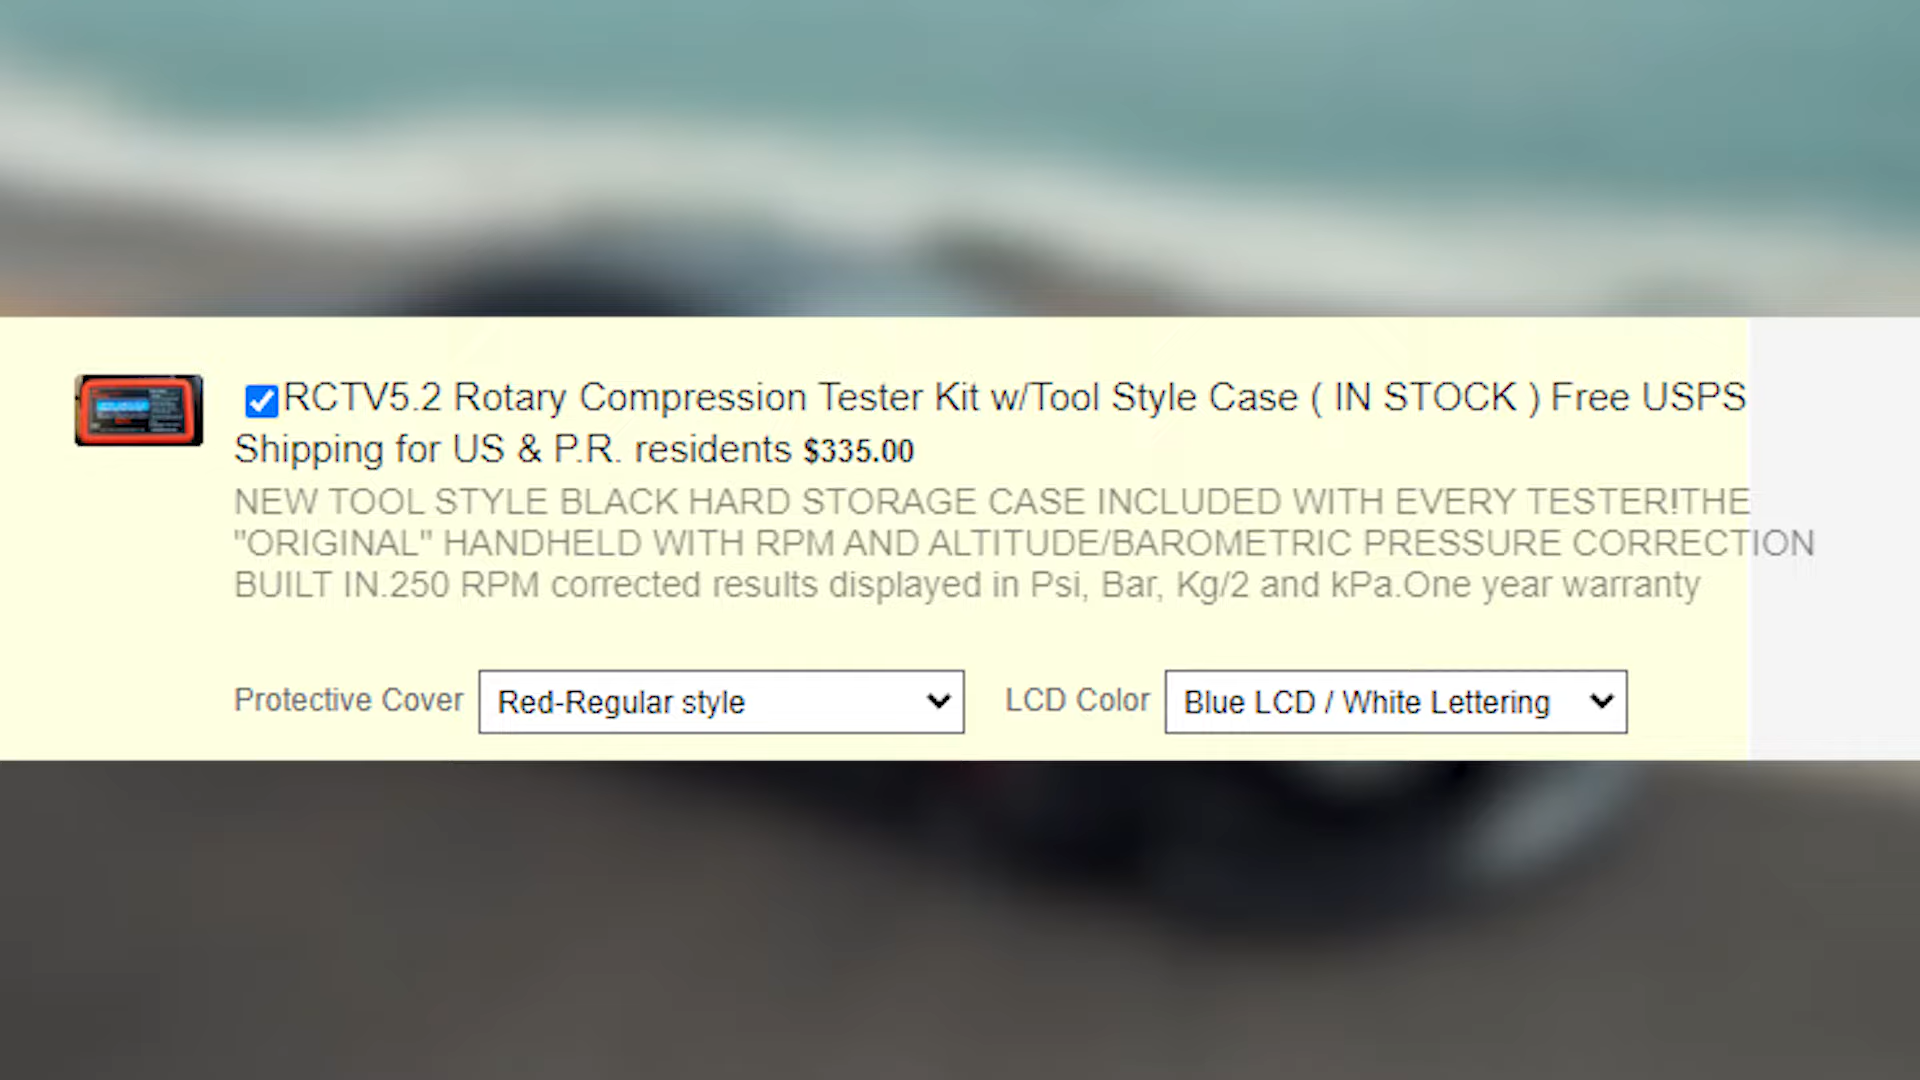 RCTV5.2 Rotary Compression Tester Kit w/Tool Style Case ( IN STOCK ) Free USPS
Shipping for US & P.R. residents $335.00
NEW TOOL STYLE BLACK HARD STORAGE CASE INCLUDED WITH EVERY TESTER!THE
"ORIGINAL" HANDHELD WITH RPM AND ALTITUDE/BAROMETRIC PRESSURE CORRECTION
BUILT IN.250 RPM corrected results displayed in Psi, Bar, Kg/2 and kPa.One year warranty
Protective Cover Red-Regular style LCD Color Blue LCD / White Lettering